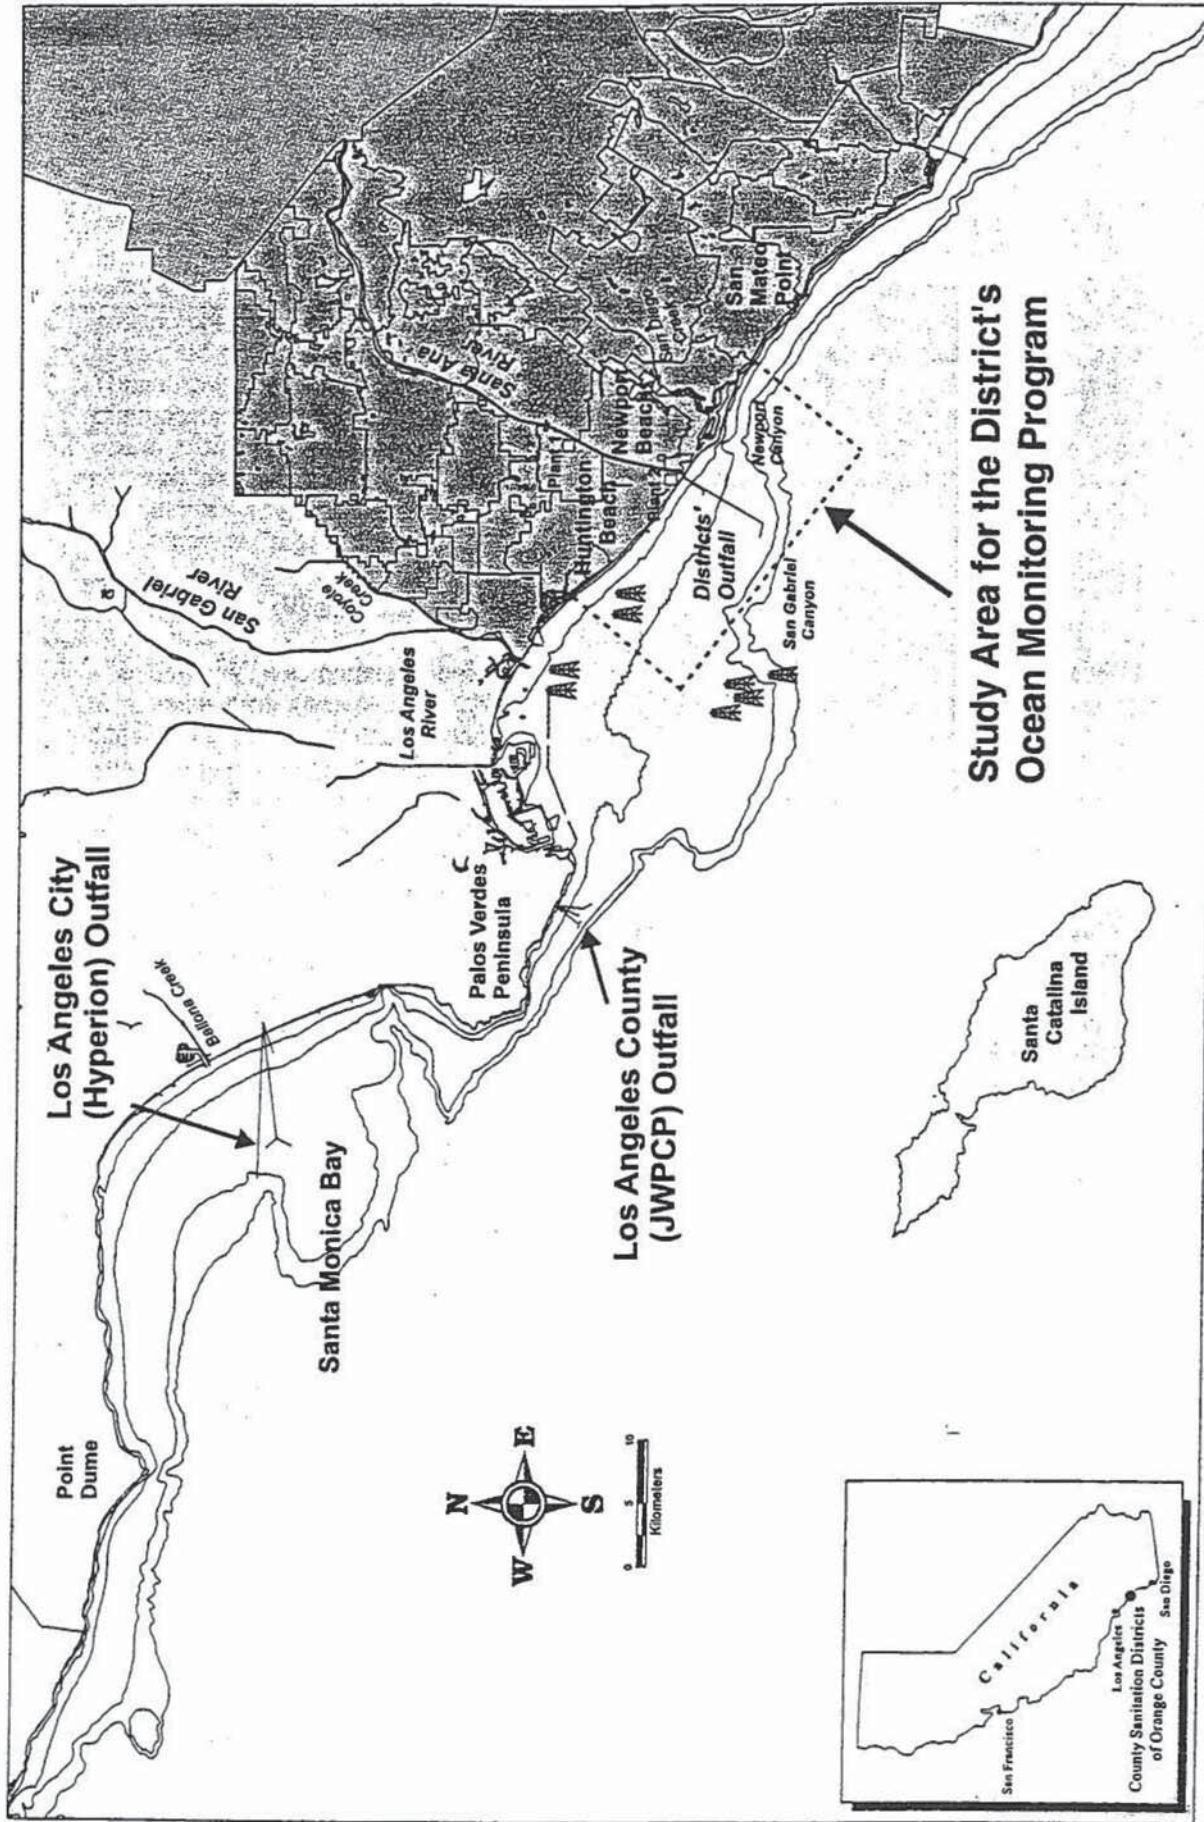 Point
Dume
Los Angeles City
(Hyperion) Outfall
Ballona Creek
Santa Monica Bay
Palos Verdes
Peninsula
Los Angeles
River
San Gabriel
River
Coyote
Creek
Santa Ana
River
Plant 1
Huntington
Beach
Newport
Beach
Plant 2
San Diego
Creek
San
Mateo
Point
Districts'
Outfall
Newport
Canyon
San Gabriel
Canyon
Los Angeles County
(JWPCP) Outfall
Study Area for the District's
Ocean Monitoring Program
Santa
Catalina
Island
N
W
E
S
0
5
10
Kilometers
California
San Francisco
Los Angeles
County Sanitation Districts
of Orange County
San Diego